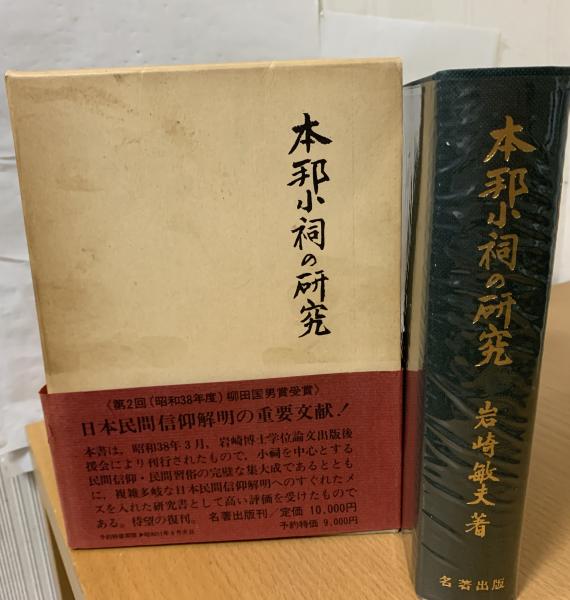 本邦小祠の研究
《第2回(昭和38年度)柳田国男賞受賞》
日本民間信仰解明の重要文献!
本書は、昭和38年3月、岩崎博士学位論文出版後
援会により刊行されたもので、小祠を中心とする
民間信仰・民間習俗の完璧な集大成であるととも
に、複雑多岐な日本民間信仰解明へのすぐれたメ
スを入れた研究書として高い評価を受けたもので
ある。待望の復刊。 名著出版刊/定価 10,000円
予約特価 9,000円
本邦小祠の研究
岩崎敏夫著
名著出版